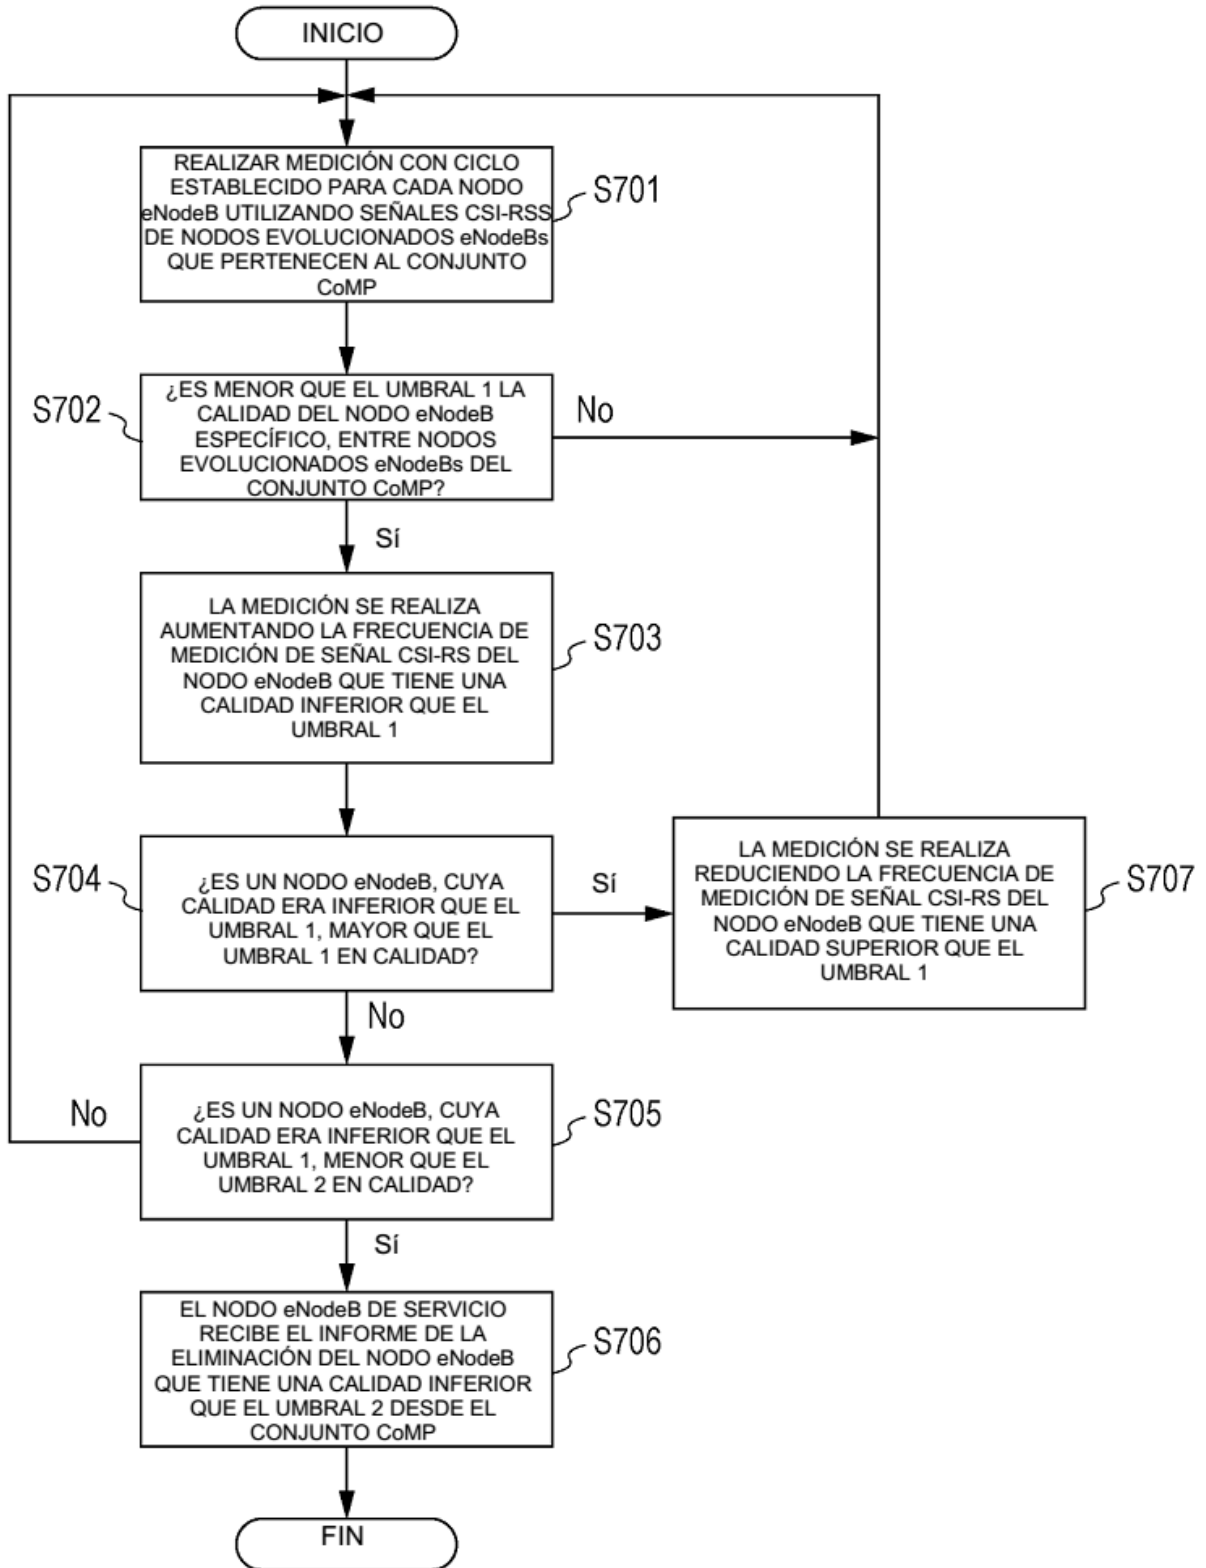 INICIO
REALIZAR MEDICIÓN CON CICLO
ESTABLECIDO PARA CADA NODO
eNodeB UTILIZANDO SEÑALES CSI-RSS
DE NODOS EVOLUCIONADOS eNodeBs
QUE PERTENECEN AL CONJUNTO
CoMP
S701
S702
¿ES MENOR QUE EL UMBRAL 1 LA
CALIDAD DEL NODO eNodeB
ESPECÍFICO, ENTRE NODOS
EVOLUCIONADOS eNodeBs DEL
CONJUNTO CoMP?
No
Sí
LA MEDICIÓN SE REALIZA
AUMENTANDO LA FRECUENCIA DE
MEDICIÓN DE SEÑAL CSI-RS DEL
NODO eNodeB QUE TIENE UNA
CALIDAD INFERIOR QUE EL
UMBRAL 1
S703
S704
¿ES UN NODO eNodeB, CUYA
CALIDAD ERA INFERIOR QUE EL
UMBRAL 1, MAYOR QUE EL
UMBRAL 1 EN CALIDAD?
Sí
LA MEDICIÓN SE REALIZA
REDUCIENDO LA FRECUENCIA DE
MEDICIÓN DE SEÑAL CSI-RS DEL
NODO eNodeB QUE TIENE UNA
CALIDAD SUPERIOR QUE EL
UMBRAL 1
S707
No
No
¿ES UN NODO eNodeB, CUYA
CALIDAD ERA INFERIOR QUE EL
UMBRAL 1, MENOR QUE EL
UMBRAL 2 EN CALIDAD?
S705
Sí
EL NODO eNodeB DE SERVICIO
RECIBE EL INFORME DE LA
ELIMINACIÓN DEL NODO eNodeB
QUE TIENE UNA CALIDAD INFERIOR
QUE EL UMBRAL 2 DESDE EL
CONJUNTO CoMP
S706
FIN